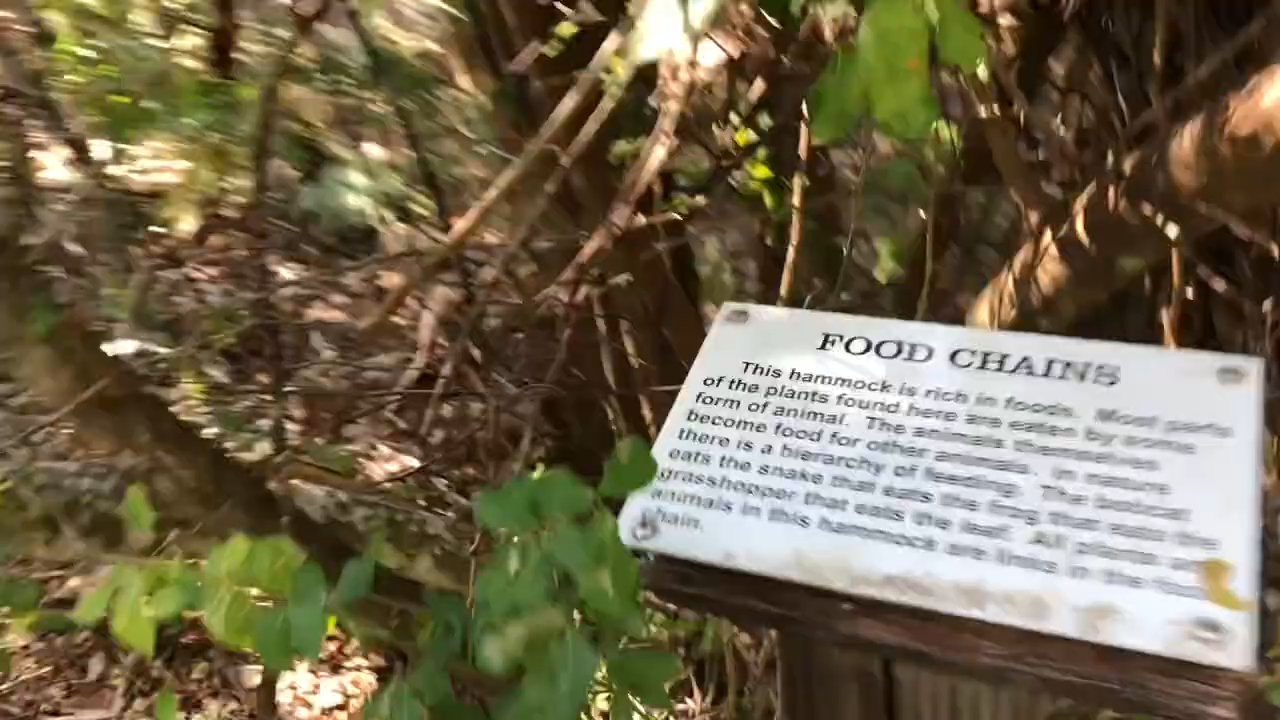 FOOD CHAINS
This hammock is rich in foods. Most parts
of the plants found here are eaten by some
form of animal. The animals themselves
become food for other animals. In nature
there is a hierarchy of feeding. The bobcat
eats the snake that eats the frog that eats the
grasshopper that eats the leaf. All plants and
animals in this hammock are links in the food
chain.